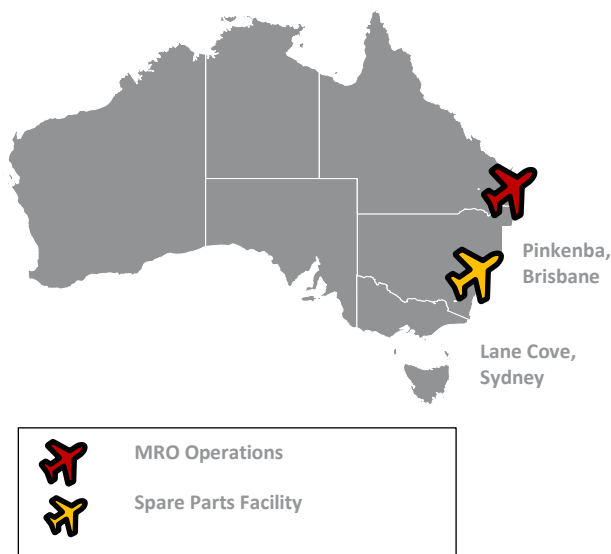 Pinkenba,
Brisbane
Lane Cove,
Sydney
MRO Operations
Spare Parts Facility